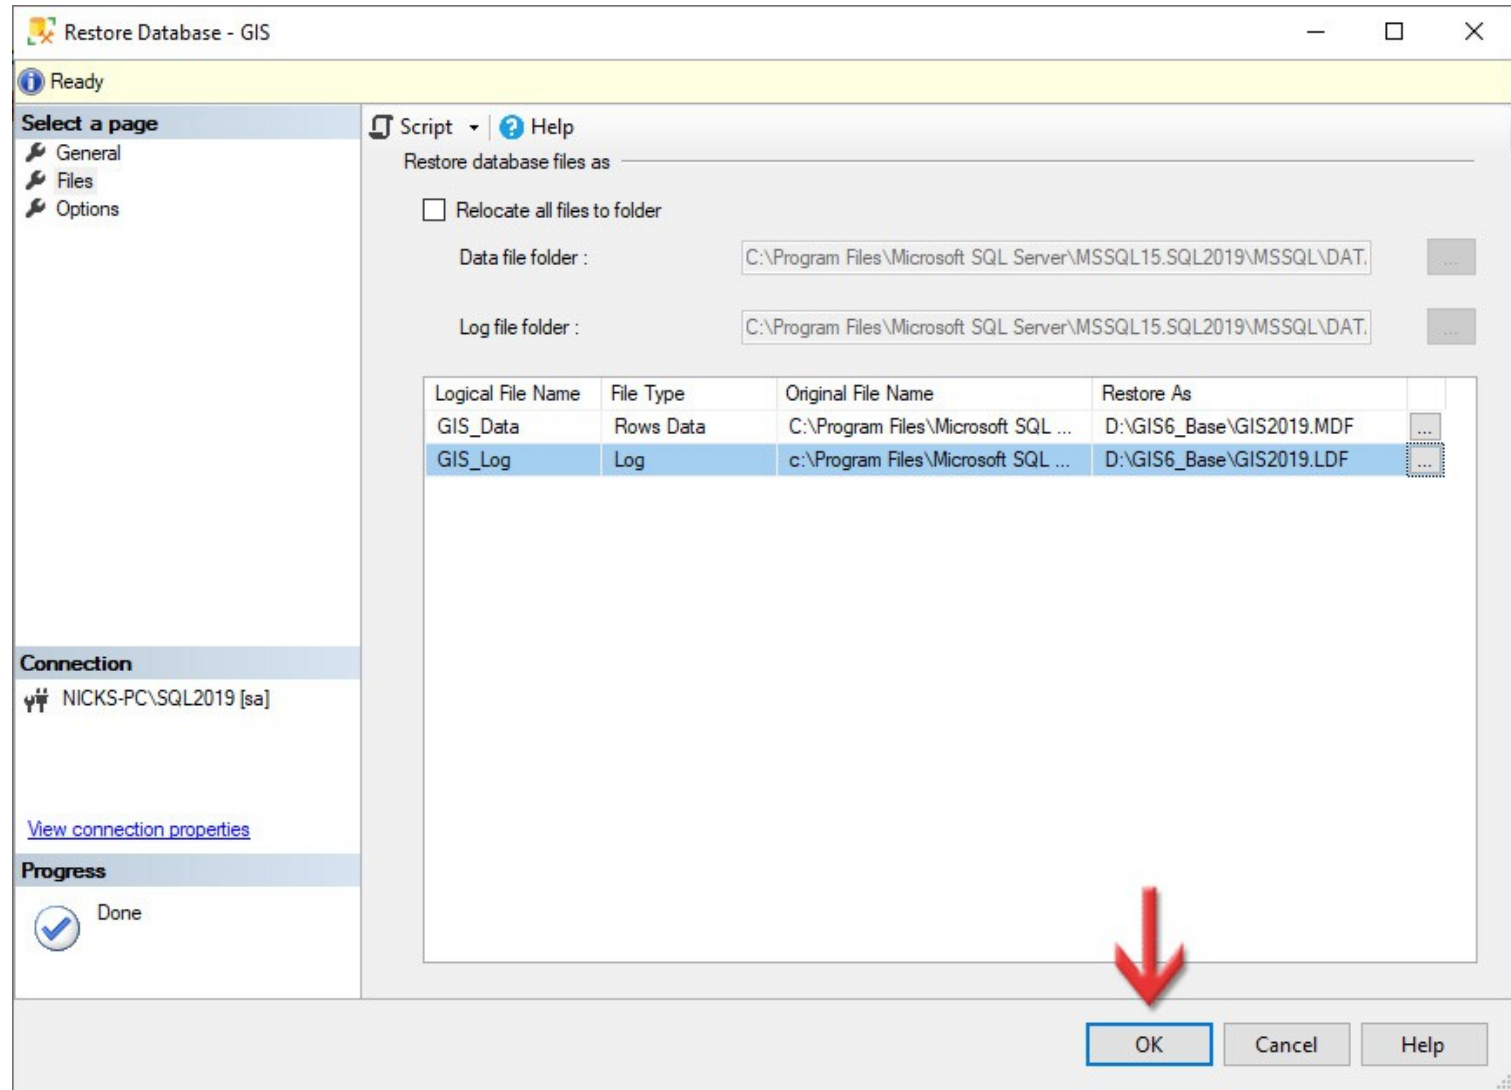 Restore Database - GIS
Ready
Select a page
General
Files
Options
Script
Help
Restore database files as
Relocate all files to folder
Data file folder :
C:\Program Files\Microsoft SQL Server\MSSQL15.SQL2019\MSSQL\DAT.
...
Log file folder :
C:\Program Files\Microsoft SQL Server\MSSQL15.SQL2019\MSSQL\DAT.
...
Logical File Name File Type Original File Name Restore As
GIS_Data Rows Data C:\Program Files\Microsoft SQL ... D:\GIS6_Base\GIS2019.MDF ...
GIS_Log Log c:\Program Files\Microsoft SQL ... D:\GIS6_Base\GIS2019.LDF ...
Connection
NICKS-PC\SQL2019 [sa]
View connection properties
Progress
Done
OK Cancel Help